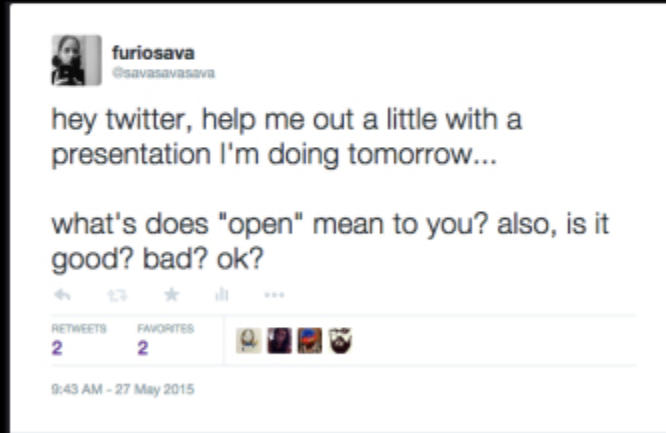 furiosava
@savasavasava
hey twitter, help me out a little with a
presentation I'm doing tomorrow...
what's does "open" mean to you? also, is it
good? bad? ok?
RETWEETS FAVORITES
2 2
9:43 AM - 27 May 2015